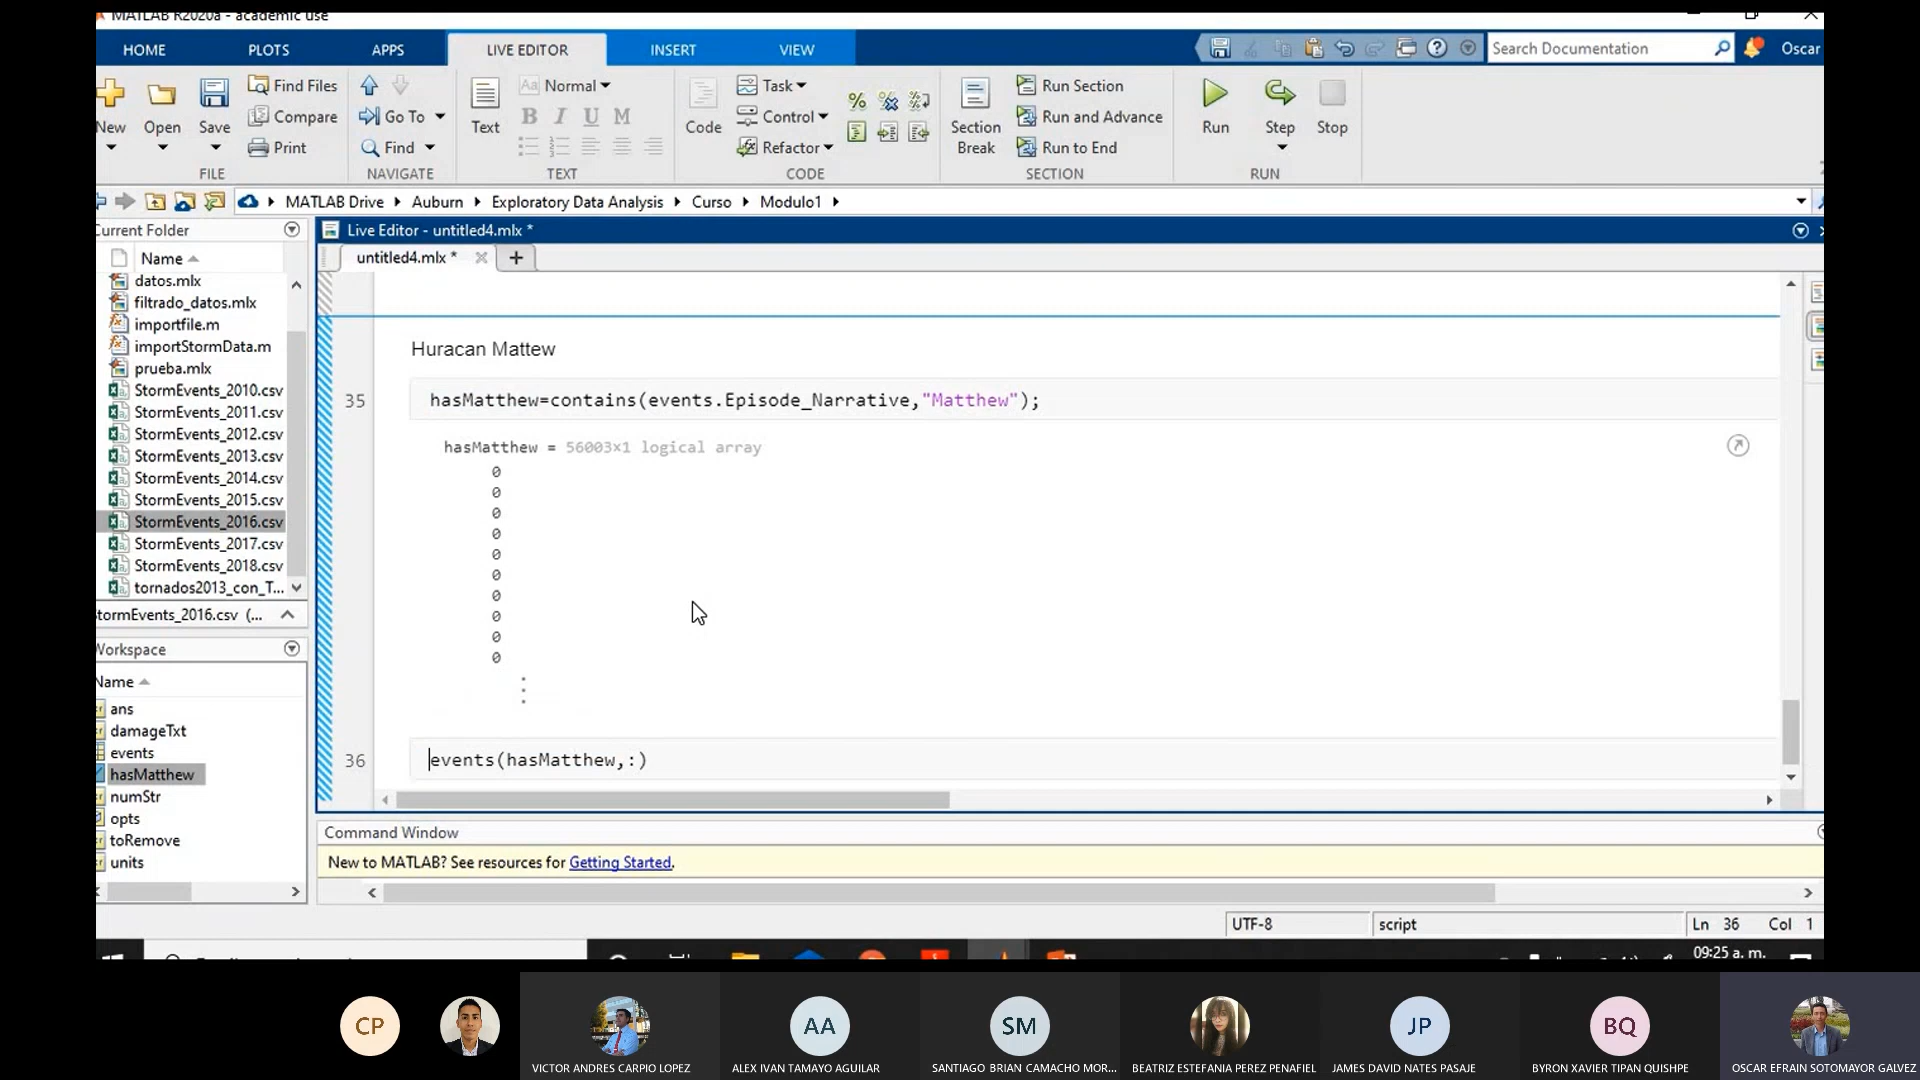 MATLAB R2020a - academic use
HOME PLOTS APPS LIVE EDITOR INSERT VIEW
Search Documentation
Oscar
New
Open
Save
Find Files
Compare
Print
FILE
Go To
Find
NAVIGATE
Text
Aa Normal
B I U M
TEXT
Code
Task
Control
Refactor
CODE
Section Break
Run Section
Run and Advance
Run to End
SECTION
Run
Step
Stop
RUN
MATLAB Drive Auburn Exploratory Data Analysis Curso Modulo1
Current Folder
Name
datos.mlx
filtrado_datos.mlx
importfile.m
importStormData.m
prueba.mlx
StormEvents_2010.csv
StormEvents_2011.csv
StormEvents_2012.csv
StormEvents_2013.csv
StormEvents_2014.csv
StormEvents_2015.csv
StormEvents_2016.csv
StormEvents_2017.csv
StormEvents_2018.csv
tornados2013_con_T...
StormEvents_2016.csv (...
Workspace
Name
ans
damageTxt
events
hasMatthew
numStr
opts
toRemove
units
Live Editor - untitled4.mlx *
untitled4.mlx *
Huracan Mattew
35 hasMatthew=contains(events.Episode_Narrative,"Matthew");
hasMatthew = 56003×1 logical array
0
0
0
0
0
0
0
0
0
0
⋮
36 events(hasMatthew,:)
Command Window
New to MATLAB? See resources for Getting Started.
UTF-8 script Ln 36 Col 1
09:25 a. m.
CP
AA
SM
JP
BQ
VICTOR ANDRES CARPIO LOPEZ
ALEX IVAN TAMAYO AGUILAR
SANTIAGO BRIAN CAMACHO MOR...
BEATRIZ ESTEFANIA PEREZ PENAFIEL
JAMES DAVID NATES PASAJE
BYRON XAVIER TIPAN QUISHPE
OSCAR EFRAIN SOTOMAYOR GALVEZ